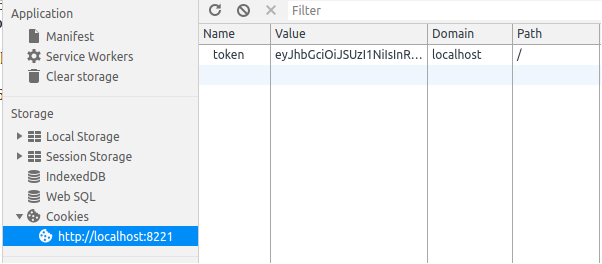 Application
Manifest
Service Workers
Clear storage
Storage
Local Storage
Session Storage
IndexedDB
Web SQL
Cookies
http://localhost:8221
Filter
Name Value Domain Path
token eyJhbGciOiJSUzI1NiIsInR... localhost /